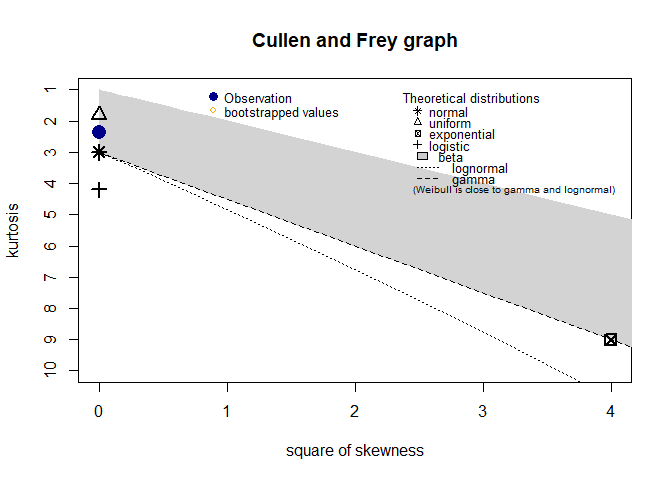 Cullen and Frey graph
Observation
bootstrapped values
Theoretical distributions
normal
uniform
exponential
logistic
beta
lognormal
gamma
(Weibull is close to gamma and lognormal)
kurtosis
1
2
3
4
5
6
7
8
9
10
0
1
2
3
4
square of skewness